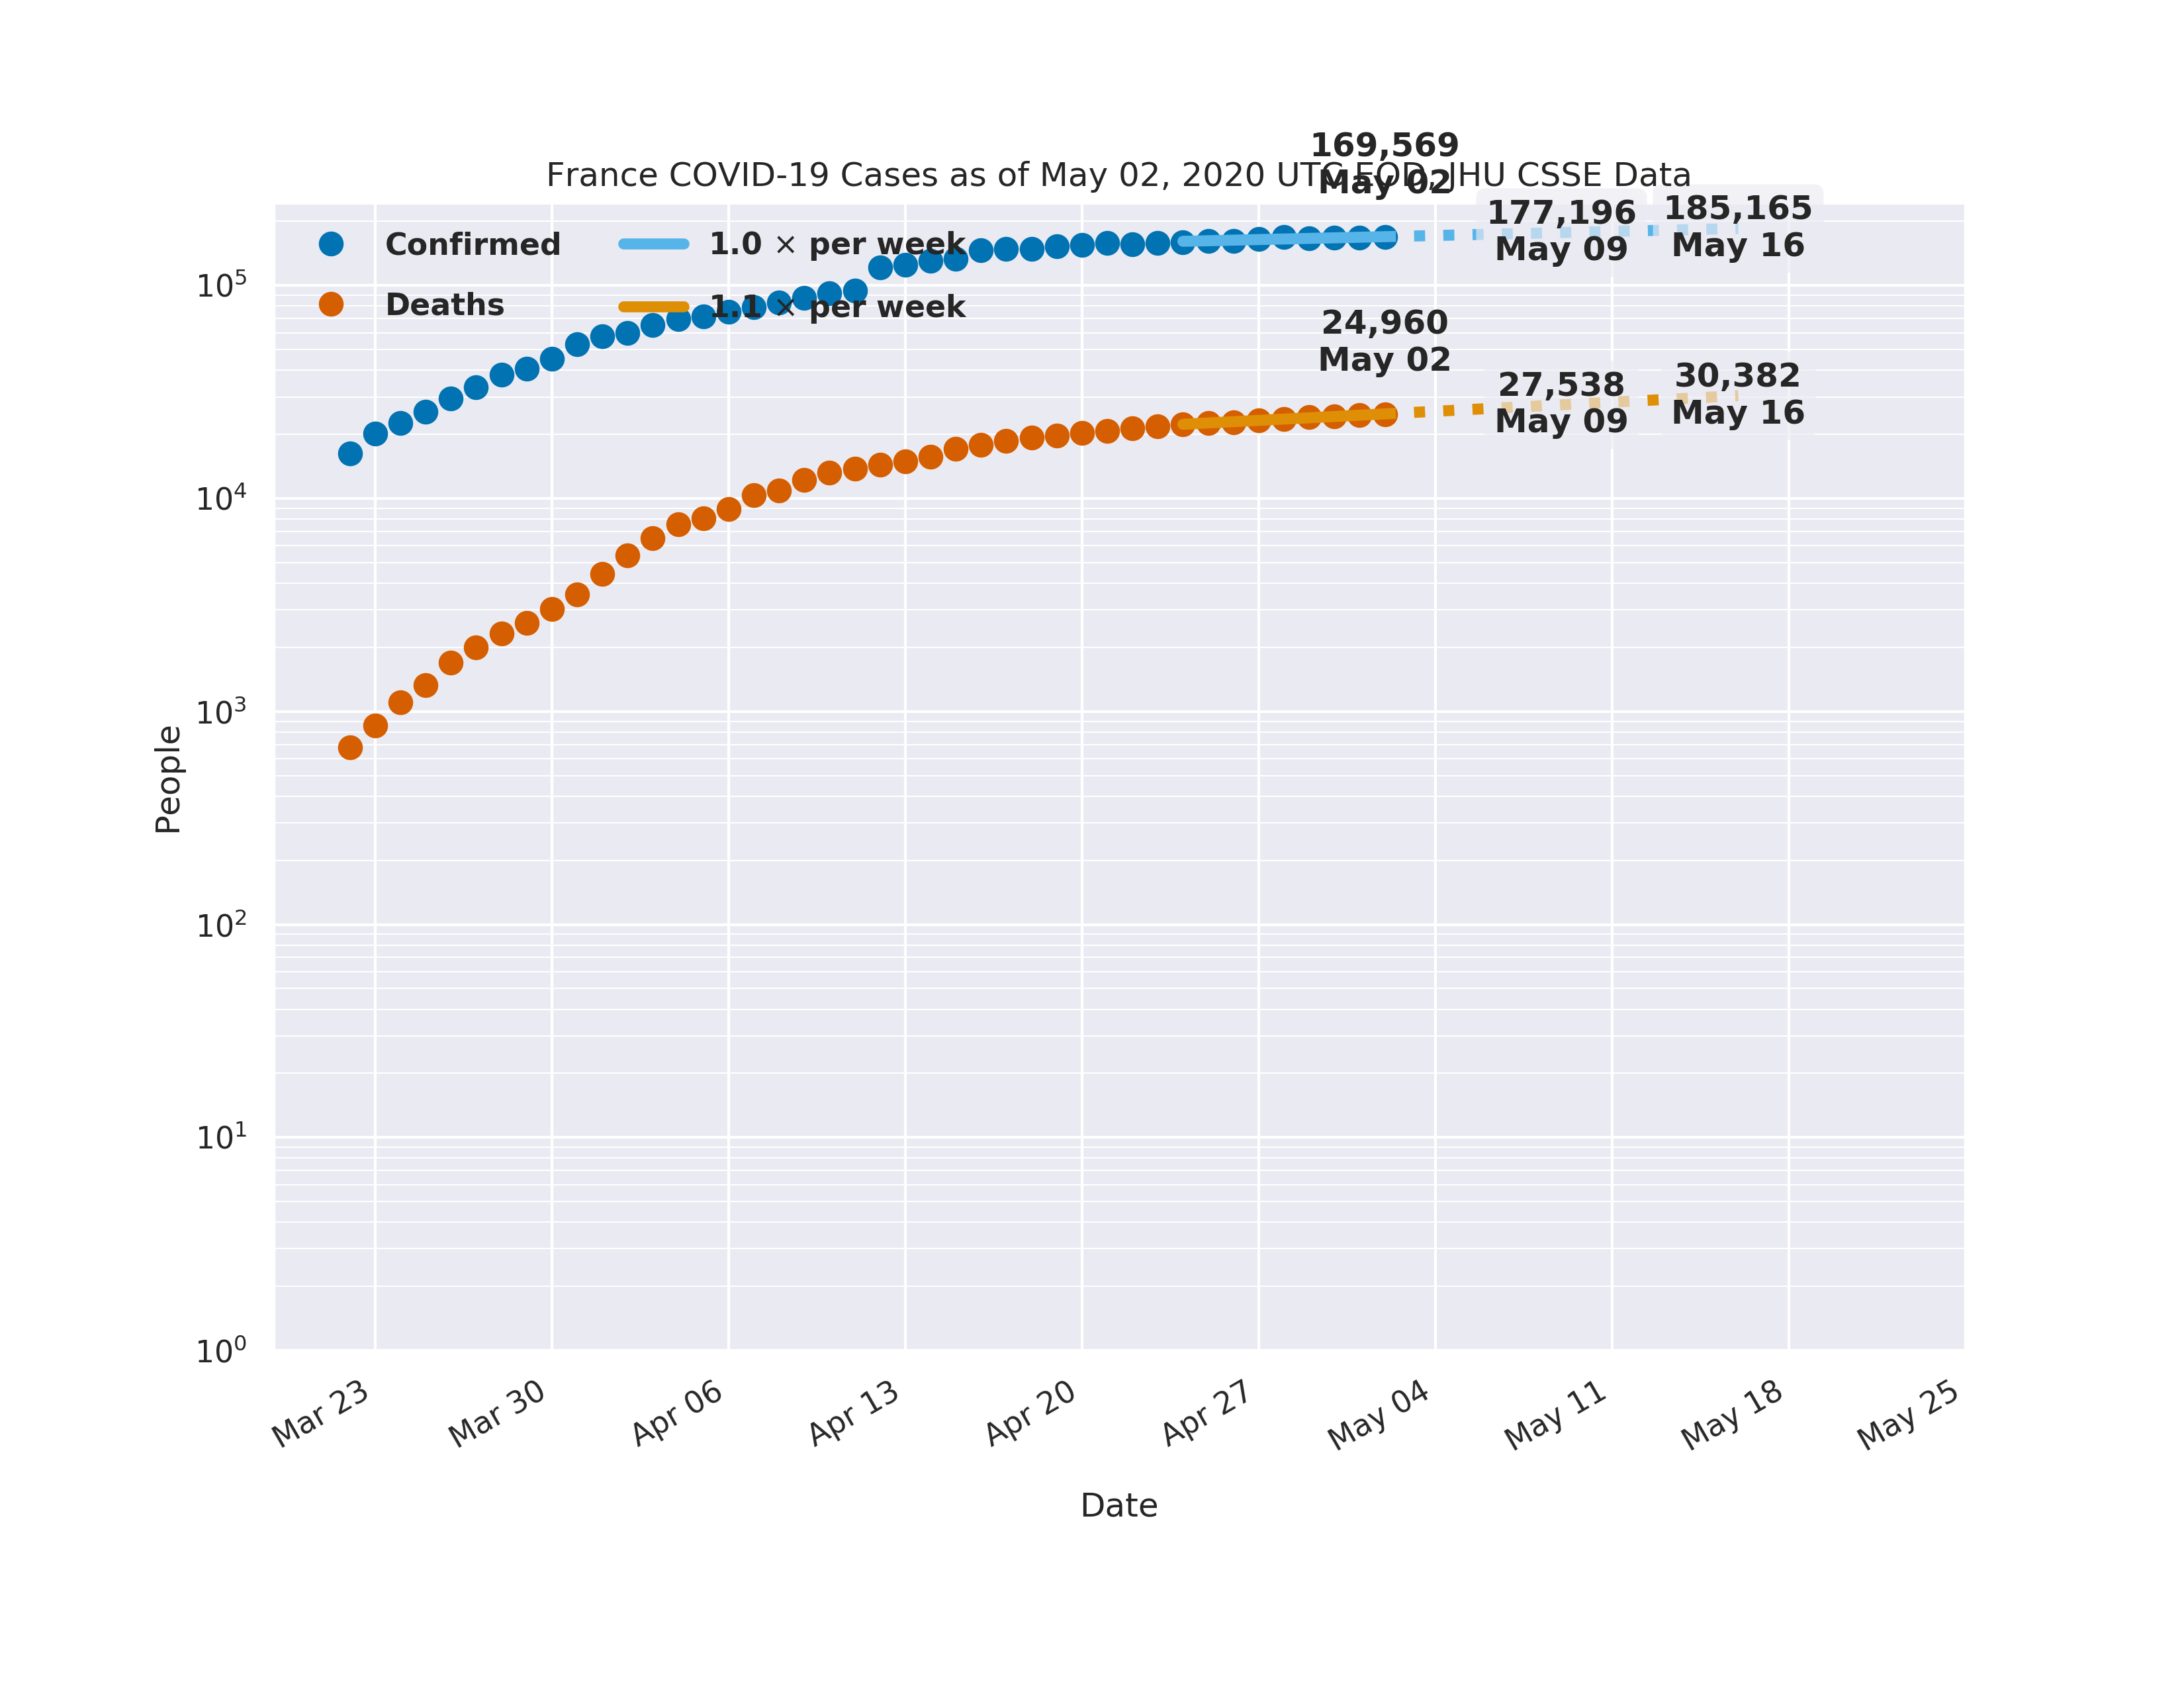 169,569
May 02
France COVID-19 Cases as of May 02, 2020 UTC EOD, JHU CSSE Data
177,196
May 09
185,165
May 16
Confirmed
1.0 × per week
Deaths
1.1 × per week
24,960
May 02
27,538
May 09
30,382
May 16
People
10⁵
10⁴
10³
10²
10¹
10⁰
Mar 23
Mar 30
Apr 06
Apr 13
Apr 20
Apr 27
May 04
May 11
May 18
May 25
Date